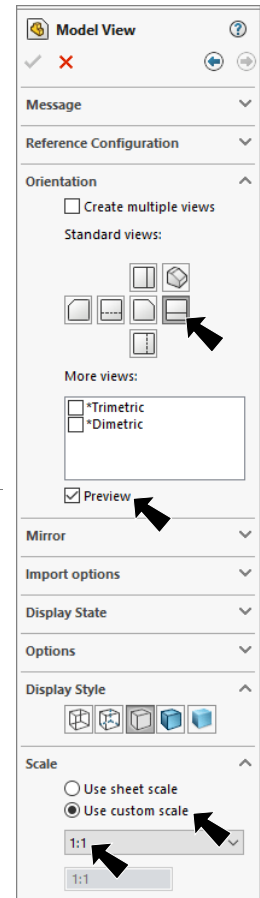 Model View
Message
Reference Configuration
Orientation
Create multiple views
Standard views:
More views:
*Trimetric
*Dimetric
Preview
Mirror
Import options
Display State
Options
Display Style
Scale
Use sheet scale
Use custom scale
1:1
1:1